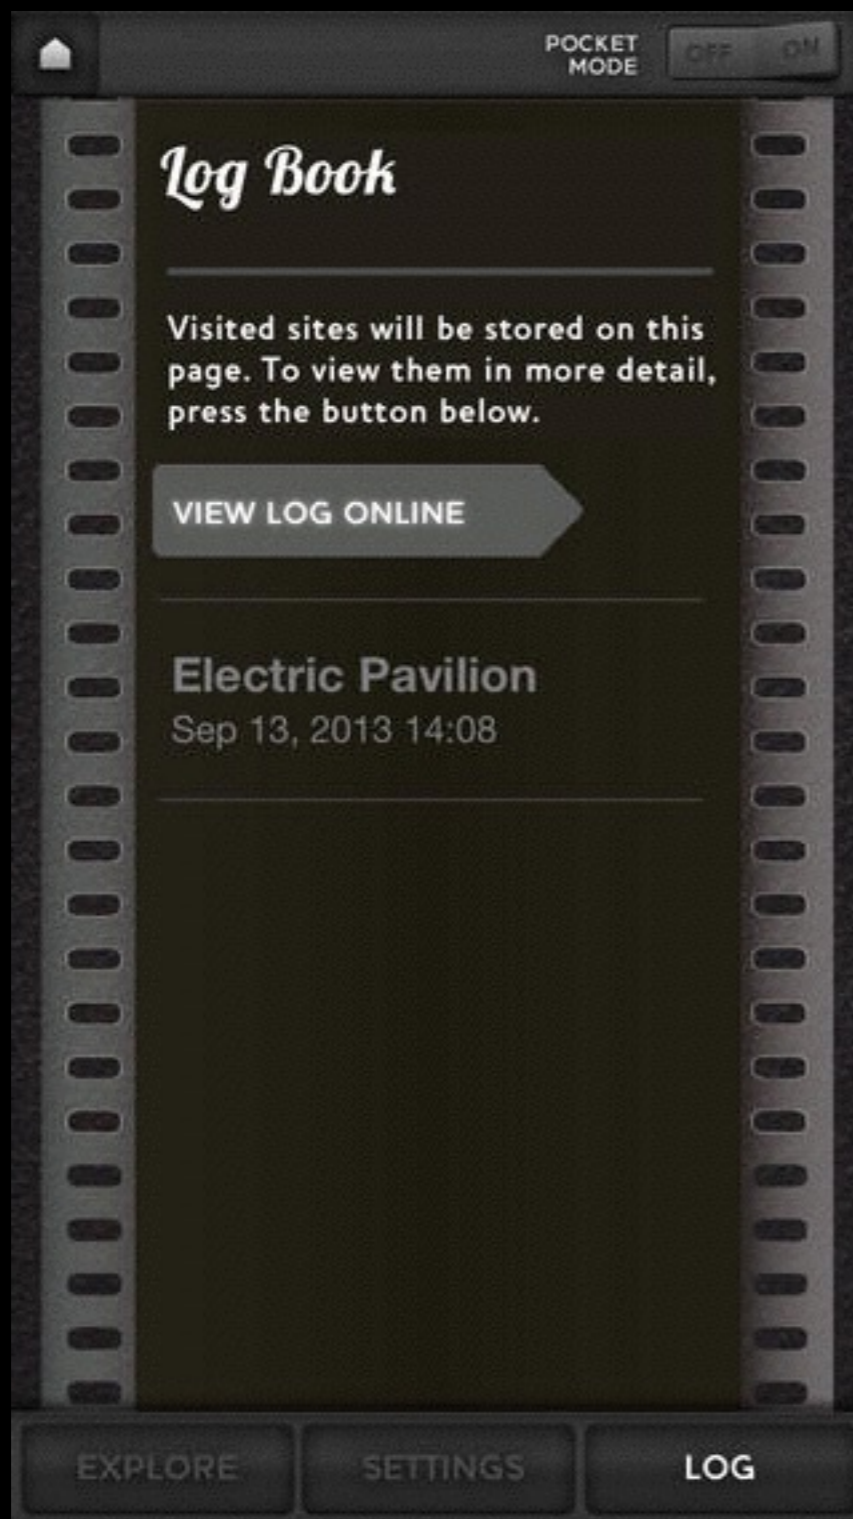 POCKET
MODE
OFF ON
Log Book
Visited sites will be stored on this
page. To view them in more detail,
press the button below.
VIEW LOG ONLINE
Electric Pavilion
Sep 13, 2013 14:08
EXPLORE SETTINGS LOG